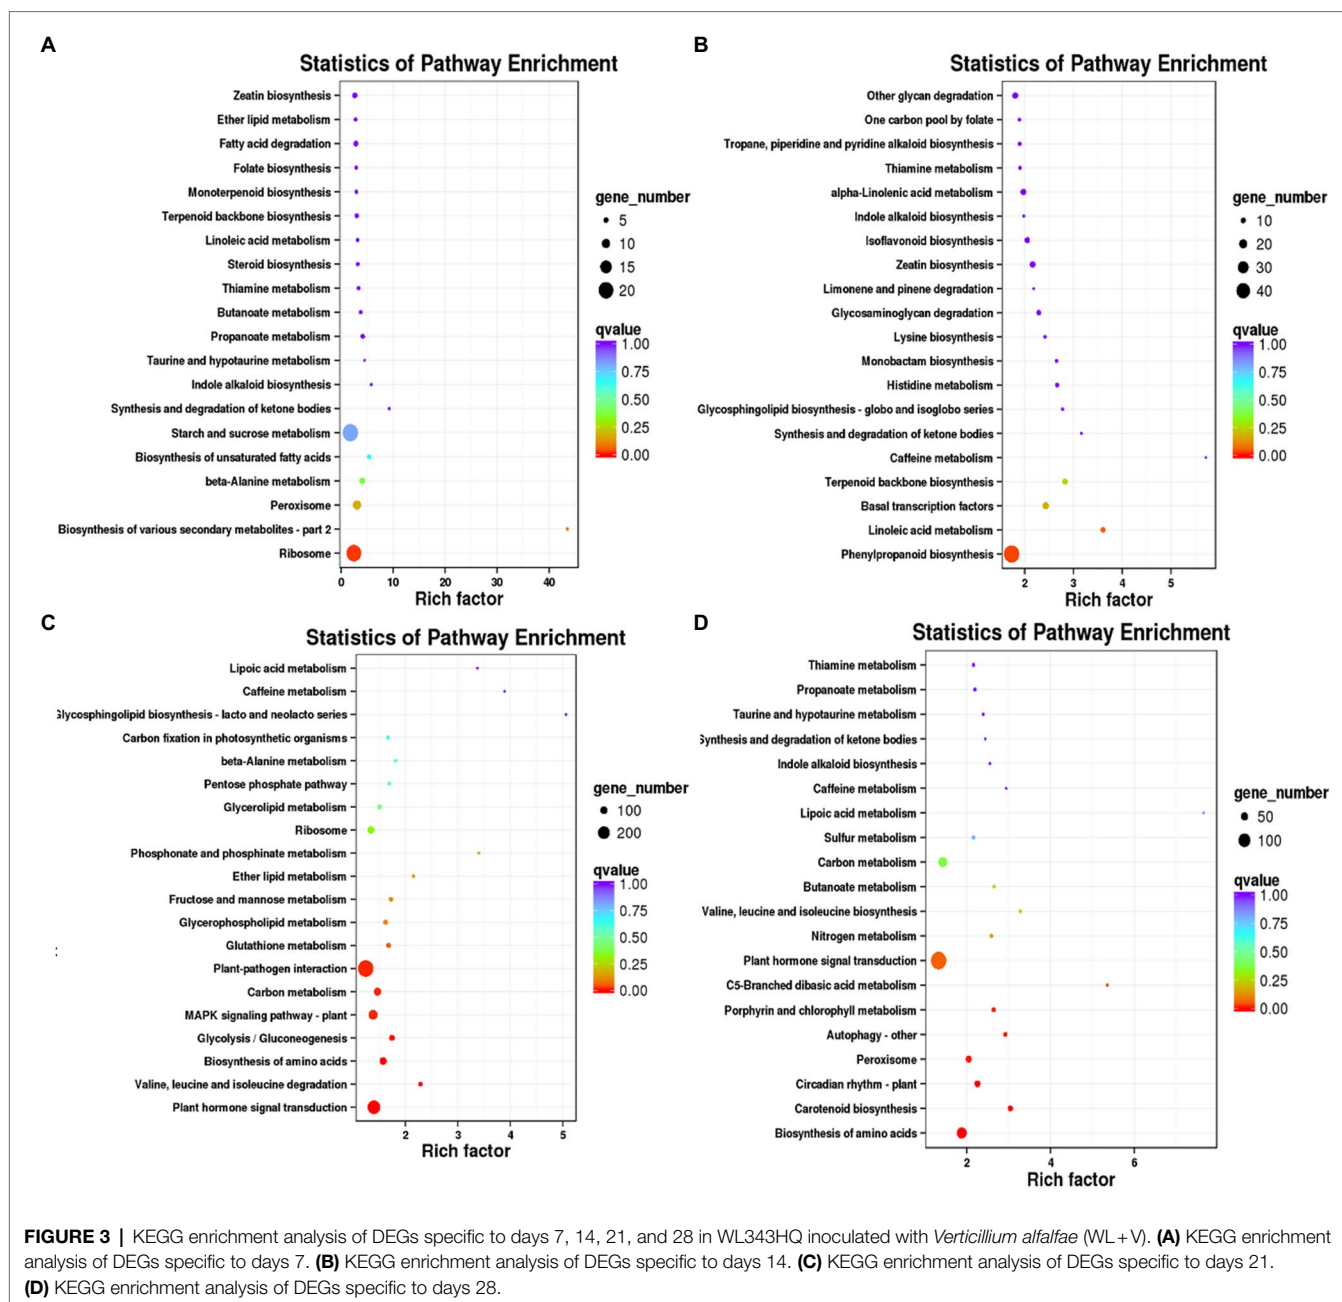 A
Statistics of Pathway Enrichment
Zeatin biosynthesis
Ether lipid metabolism
Fatty acid degradation
Folate biosynthesis
Monoterpenoid biosynthesis
Terpenoid backbone biosynthesis
Linoleic acid metabolism
Steroid biosynthesis
Thiamine metabolism
Butanoate metabolism
Propanoate metabolism
Taurine and hypotaurine metabolism
Indole alkaloid biosynthesis
Synthesis and degradation of ketone bodies
Starch and sucrose metabolism
Biosynthesis of unsaturated fatty acids
beta-Alanine metabolism
Peroxisome
Biosynthesis of various secondary metabolites - part 2
Ribosome
0 10 20 30 40
Rich factor
gene_number
5
10
15
20
qvalue
1.00
0.75
0.50
0.25
0.00
B
Statistics of Pathway Enrichment
Other glycan degradation
One carbon pool by folate
Tropane, piperidine and pyridine alkaloid biosynthesis
Thiamine metabolism
alpha-Linolenic acid metabolism
Indole alkaloid biosynthesis
Isoflavonoid biosynthesis
Zeatin biosynthesis
Limonene and pinene degradation
Glycosaminoglycan degradation
Lysine biosynthesis
Monobactam biosynthesis
Histidine metabolism
Glycosphingolipid biosynthesis - globo and isoglobo series
Synthesis and degradation of ketone bodies
Caffeine metabolism
Terpenoid backbone biosynthesis
Basal transcription factors
Linoleic acid metabolism
Phenylpropanoid biosynthesis
2 3 4 5
Rich factor
gene_number
10
20
30
40
qvalue
1.00
0.75
0.50
0.25
0.00
C
Statistics of Pathway Enrichment
Lipoic acid metabolism
Caffeine metabolism
Glycosphingolipid biosynthesis - lacto and neolacto series
Carbon fixation in photosynthetic organisms
beta-Alanine metabolism
Pentose phosphate pathway
Glycerolipid metabolism
Ribosome
Phosphonate and phosphinate metabolism
Ether lipid metabolism
Fructose and mannose metabolism
Glycerophospholipid metabolism
Glutathione metabolism
Plant-pathogen interaction
Carbon metabolism
MAPK signaling pathway - plant
Glycolysis / Gluconeogenesis
Biosynthesis of amino acids
Valine, leucine and isoleucine degradation
Plant hormone signal transduction
2 3 4 5
Rich factor
gene_number
100
200
qvalue
1.00
0.75
0.50
0.25
0.00
D
Statistics of Pathway Enrichment
Thiamine metabolism
Propanoate metabolism
Taurine and hypotaurine metabolism
Synthesis and degradation of ketone bodies
Indole alkaloid biosynthesis
Caffeine metabolism
Lipoic acid metabolism
Sulfur metabolism
Carbon metabolism
Butanoate metabolism
Valine, leucine and isoleucine biosynthesis
Nitrogen metabolism
Plant hormone signal transduction
C5-Branched dibasic acid metabolism
Porphyrin and chlorophyll metabolism
Autophagy - other
Peroxisome
Circadian rhythm - plant
Carotenoid biosynthesis
Biosynthesis of amino acids
2 4 6
Rich factor
gene_number
50
100
qvalue
1.00
0.75
0.50
0.25
0.00
FIGURE 3 | KEGG enrichment analysis of DEGs specific to days 7, 14, 21, and 28 in WL343HQ inoculated with Verticillium alfalfae (WL+V). (A) KEGG enrichment
analysis of DEGs specific to days 7. (B) KEGG enrichment analysis of DEGs specific to days 14. (C) KEGG enrichment analysis of DEGs specific to days 21.
(D) KEGG enrichment analysis of DEGs specific to days 28.